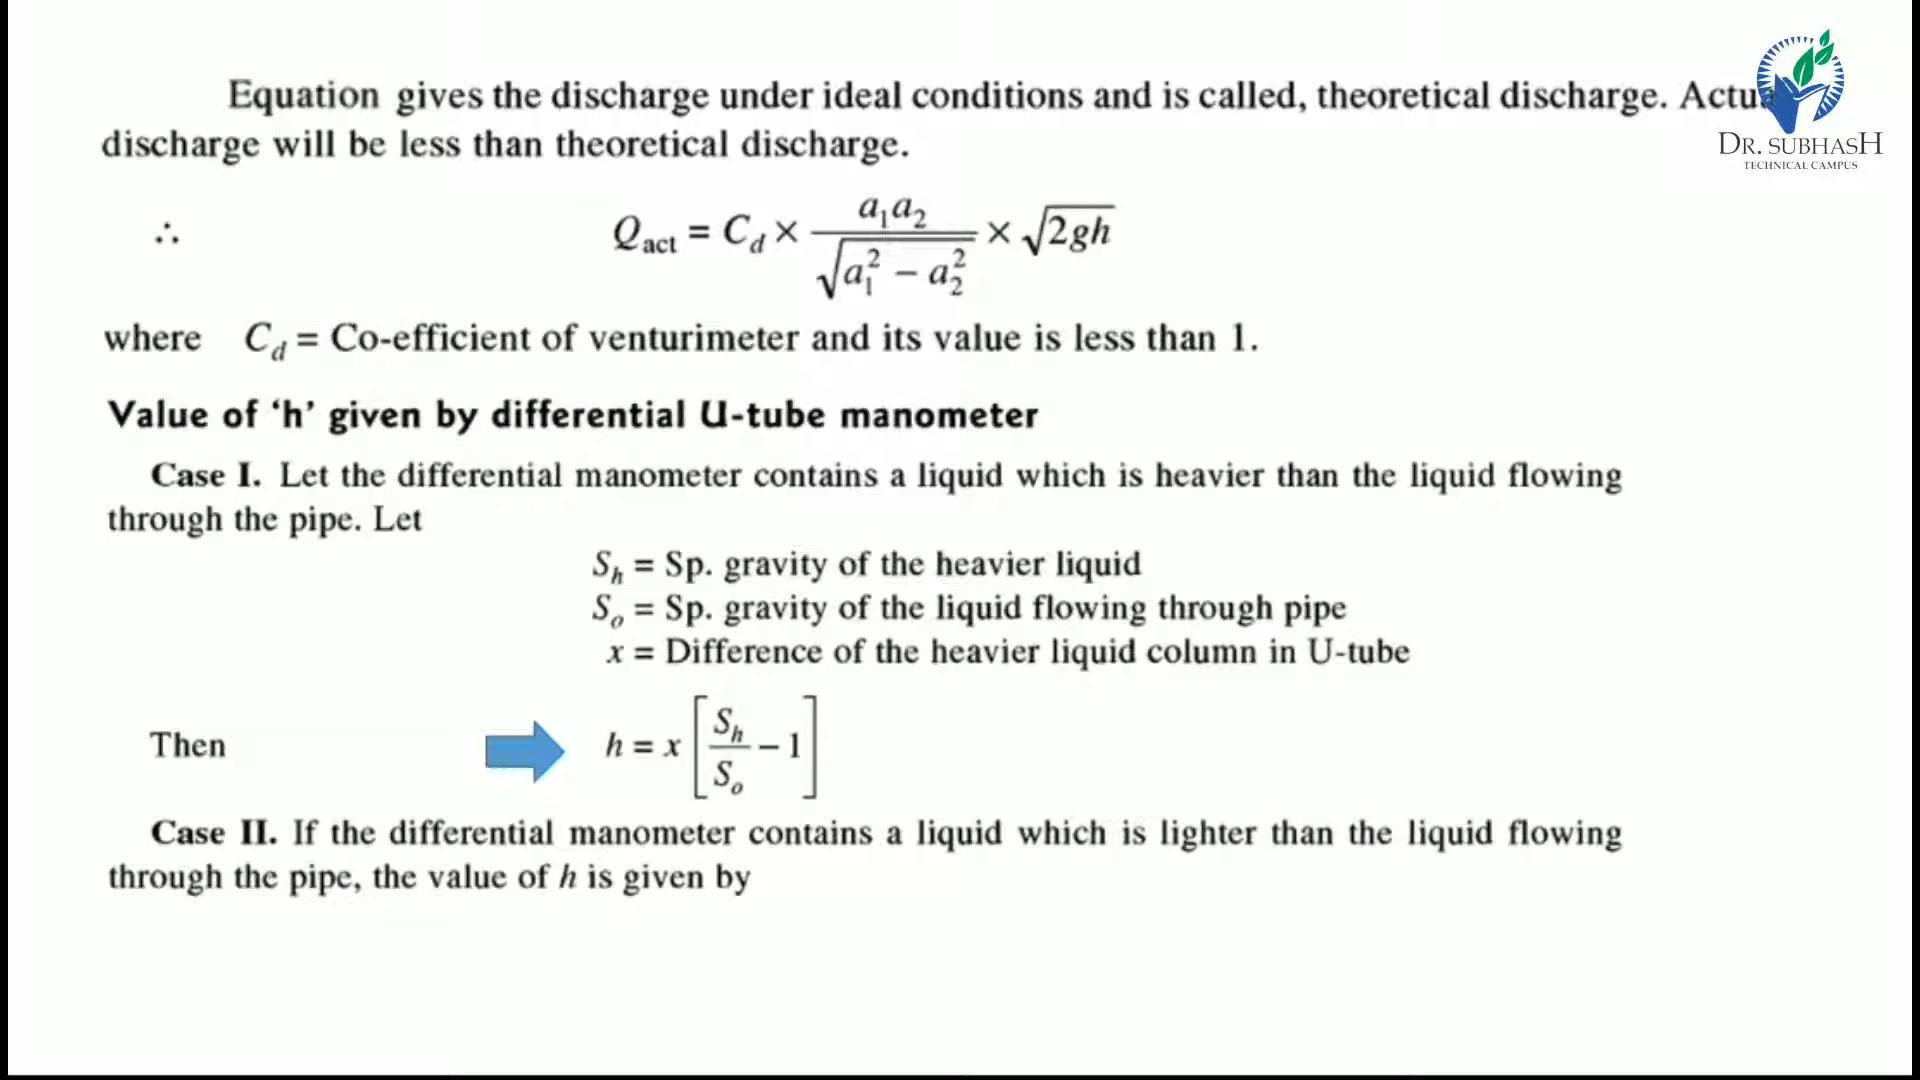 Equation gives the discharge under ideal conditions and is called, theoretical discharge. Actu
discharge will be less than theoretical discharge.
DR. SUBHASH
TECHNICAL CAMPUS
∴ Q_act = C_d × a₁a₂ / √(a₁² − a₂²) × √(2gh)
where C_d = Co-efficient of venturimeter and its value is less than 1.
Value of ‘h’ given by differential U-tube manometer
Case I. Let the differential manometer contains a liquid which is heavier than the liquid flowing
through the pipe. Let
S_h = Sp. gravity of the heavier liquid
S_o = Sp. gravity of the liquid flowing through pipe
x = Difference of the heavier liquid column in U-tube
Then h = x [S_h / S_o − 1]
Case II. If the differential manometer contains a liquid which is lighter than the liquid flowing
through the pipe, the value of h is given by